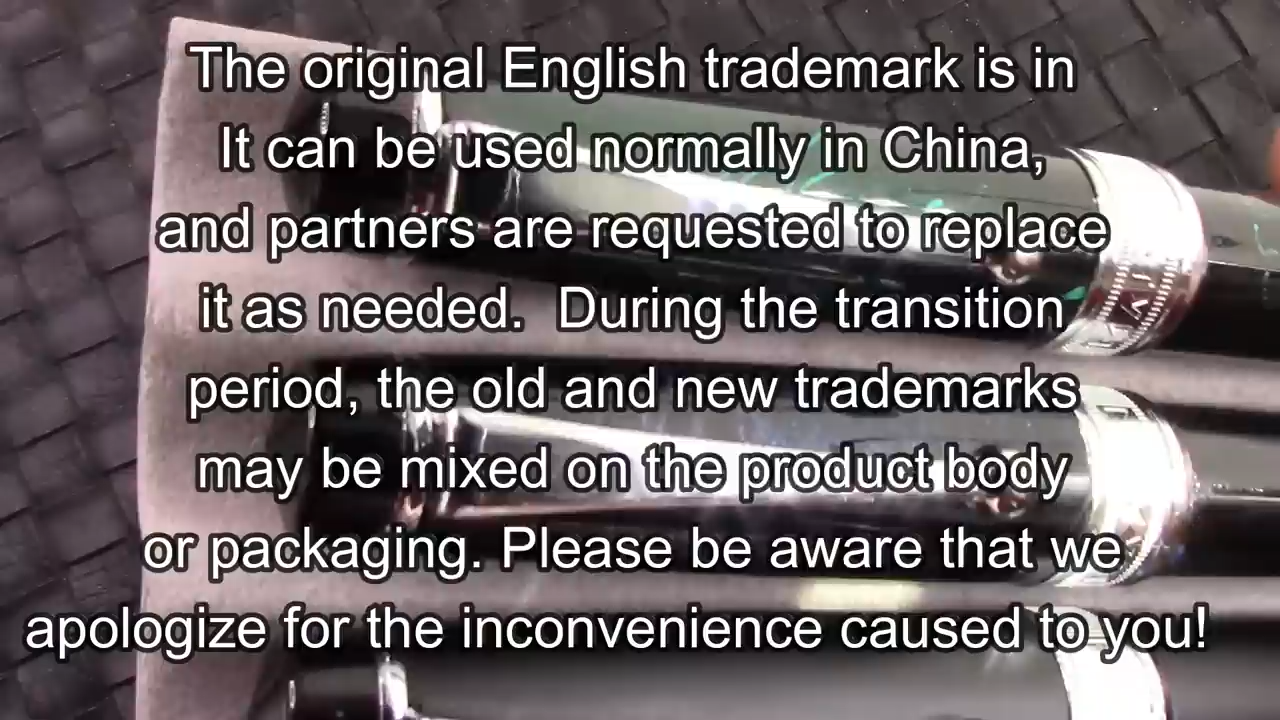 The original English trademark is in
It can be used normally in China,
and partners are requested to replace
it as needed.  During the transition
period, the old and new trademarks
may be mixed on the product body
or packaging. Please be aware that we
apologize for the inconvenience caused to you!